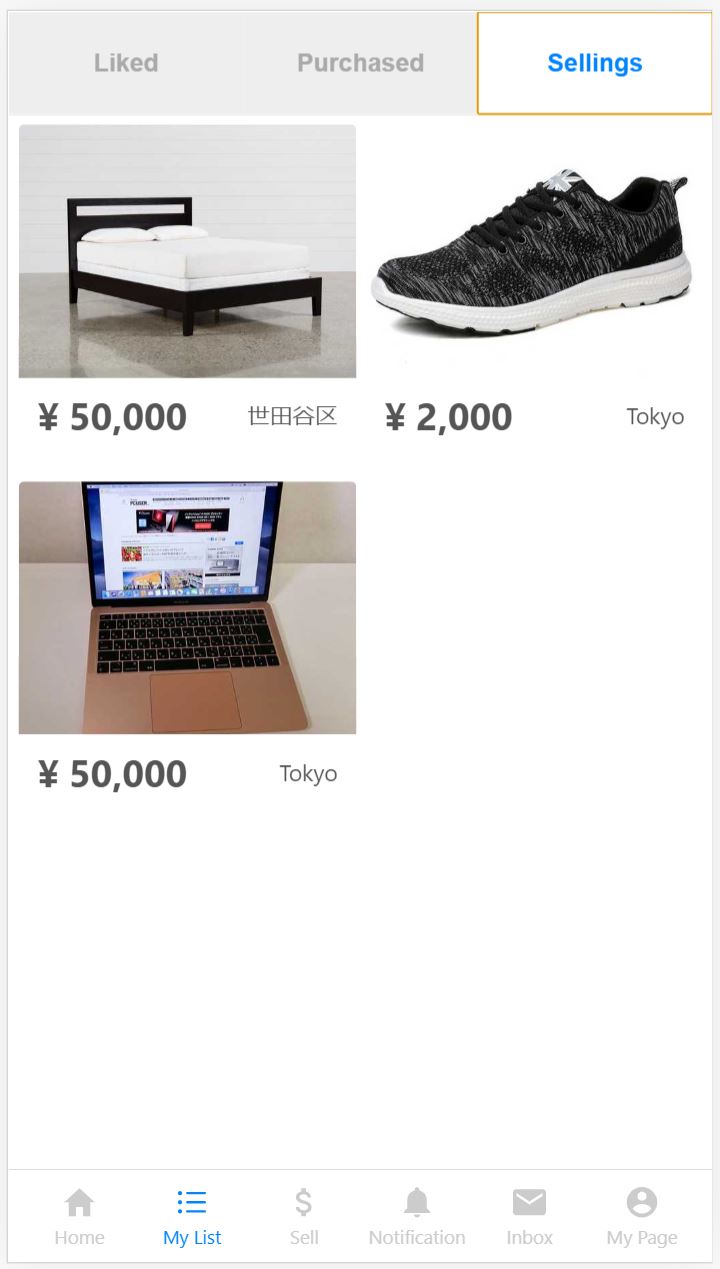 Liked
Purchased
Sellings
¥ 50,000
世田谷区
¥ 2,000
Tokyo
¥ 50,000
Tokyo
Home
My List
Sell
Notification
Inbox
My Page